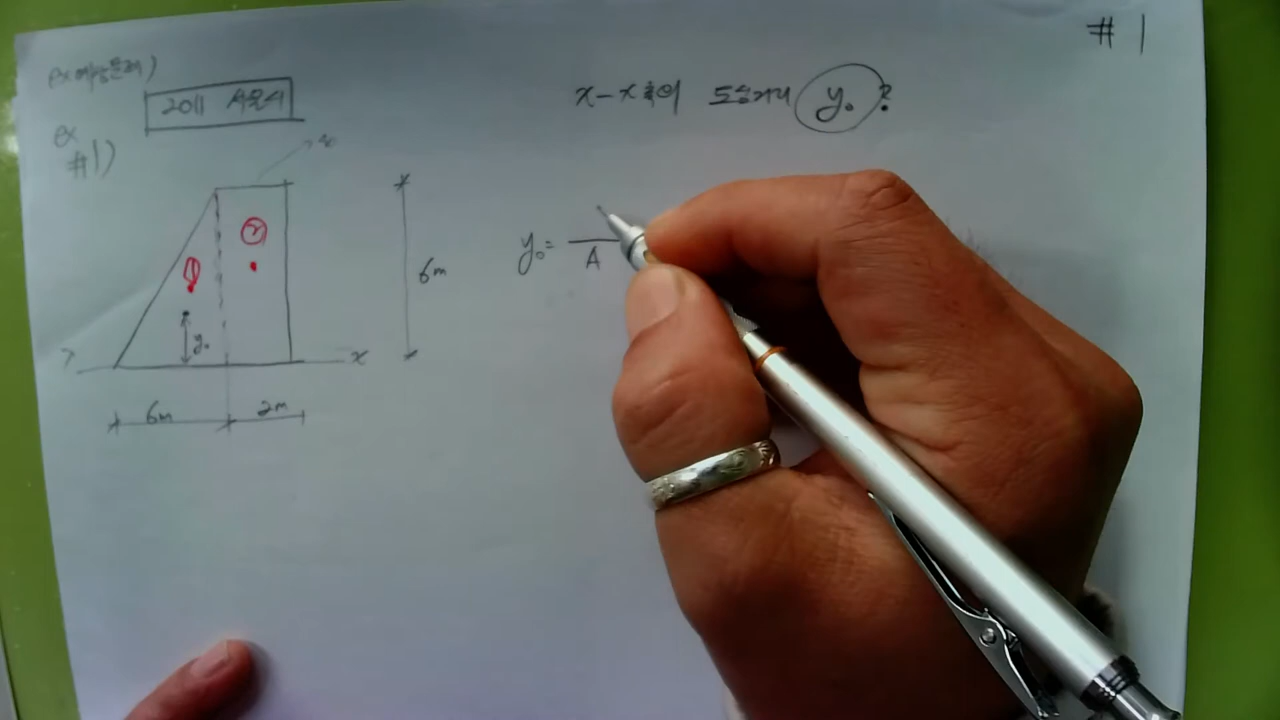 # 1
ex 예상문제)
2011 서울시
x-x축의 도심거리 y₀ ?
ex
#1)
②
①
y₀
x
6m
6m
2m
y₀ =
A